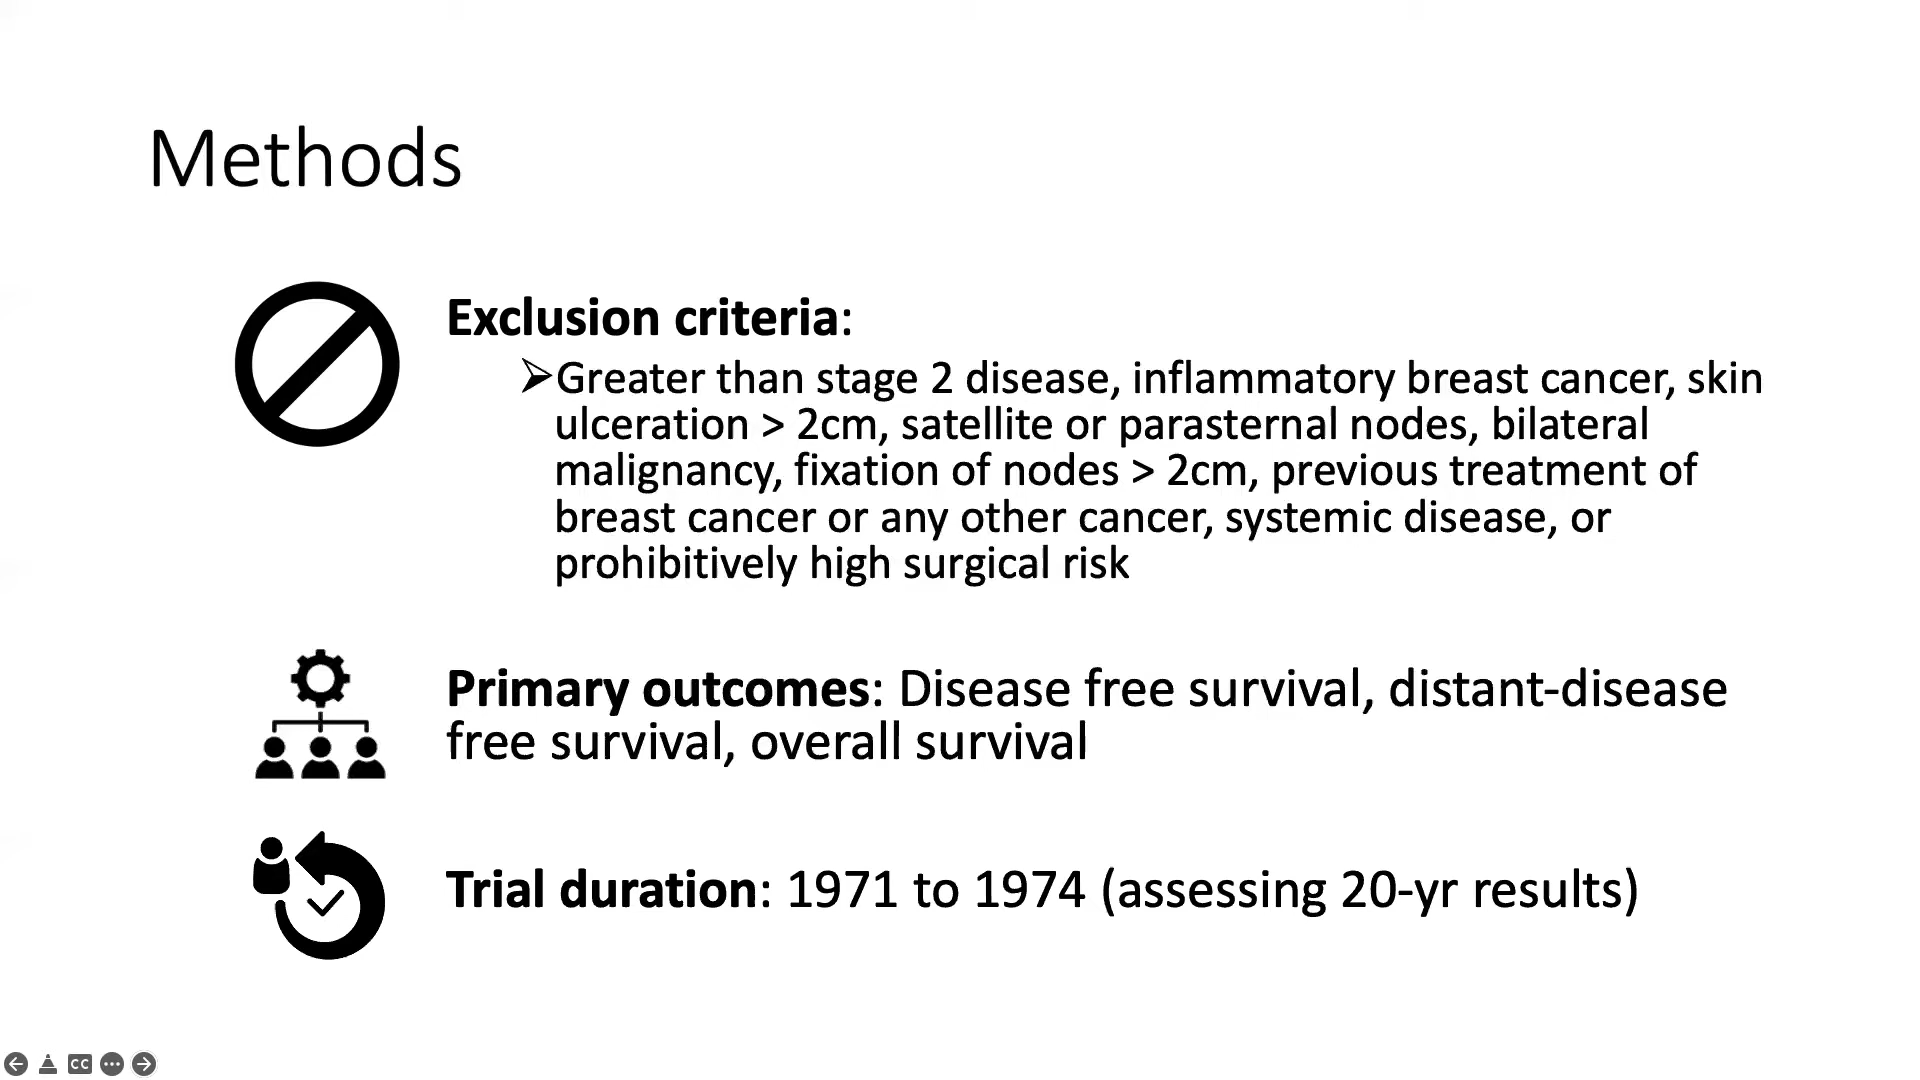 Methods
Exclusion criteria:
➢Greater than stage 2 disease, inflammatory breast cancer, skin
ulceration > 2cm, satellite or parasternal nodes, bilateral
malignancy, fixation of nodes > 2cm, previous treatment of
breast cancer or any other cancer, systemic disease, or
prohibitively high surgical risk
Primary outcomes: Disease free survival, distant-disease
free survival, overall survival
Trial duration: 1971 to 1974 (assessing 20-yr results)
CC